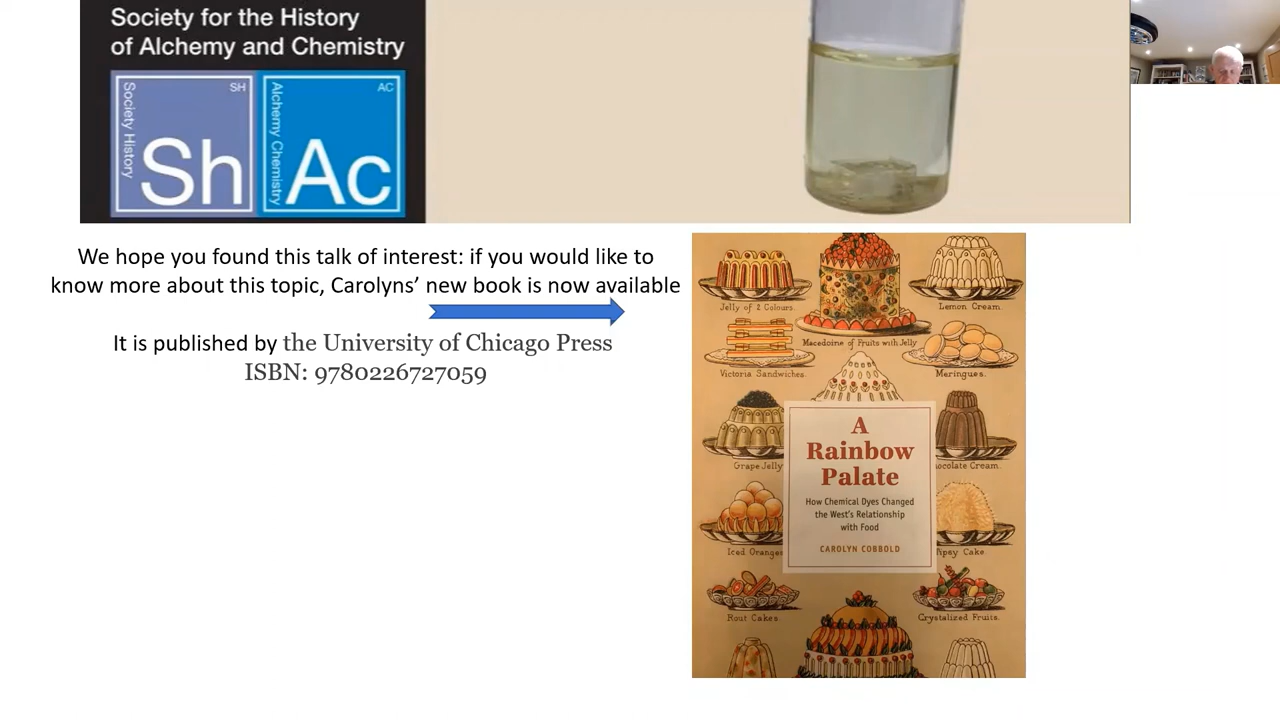 Society for the History
of Alchemy and Chemistry
Society History
SH
Sh
Alchemy Chemistry
AC
Ac
We hope you found this talk of interest: if you would like to
know more about this topic, Carolyns’ new book is now available
It is published by the University of Chicago Press
ISBN: 9780226727059
Jelly of 2 Colours.
Lemon Cream.
Macedoine of Fruits with Jelly
Victoria Sandwiches.
Meringues.
A
Rainbow
Palate
How Chemical Dyes Changed
the West's Relationship
with Food
CAROLYN COBBOLD
Grape Jelly
ocolate Cream.
Iced Oranges
Tipsy Cake
Rout Cakes
Crystalized Fruits.